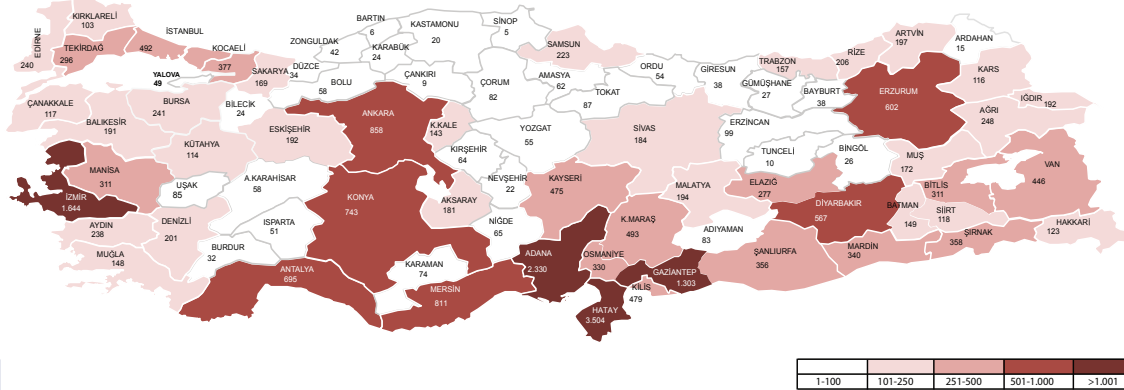 KIRKLARELİ
103
EDİRNE
240
TEKİRDAĞ
296
İSTANBUL
492
KOCAELİ
377
YALOVA
49
SAKARYA
169
DÜZCE
34
ZONGULDAK
42
BARTIN
6
KARABÜK
24
KASTAMONU
20
SİNOP
5
BOLU
58
ÇANKIRI
9
ÇORUM
82
SAMSUN
223
AMASYA
62
TOKAT
87
ORDU
54
GİRESUN
38
TRABZON
157
GÜMÜŞHANE
27
BAYBURT
38
RİZE
206
ARTVİN
197
ARDAHAN
15
KARS
116
IĞDIR 192
AĞRI
248
ERZURUM
602
ERZİNCAN
99
ÇANAKKALE
117
BALIKESİR
191
BURSA
241
BİLECİK
24
ESKİŞEHİR
192
KÜTAHYA
114
ANKARA
858
K.KALE
143
KIRŞEHİR
64
YOZGAT
55
SİVAS
184
TUNCELİ
10
BİNGÖL
26
MUŞ
172
BİTLİS
311
VAN
446
MANİSA
311
İZMİR
1.644
UŞAK
85
A.KARAHİSAR
58
KONYA
743
AKSARAY
181
NEVŞEHİR
22
KAYSERİ
475
MALATYA
194
ELAZIĞ
277
DİYARBAKIR
567
BATMAN
149
SİİRT
118
ŞIRNAK
358
HAKKARİ
123
AYDIN
238
DENİZLİ
201
MUĞLA
148
BURDUR
32
ISPARTA
51
ANTALYA
695
KARAMAN
74
MERSİN
811
NİĞDE
65
ADANA
2.330
OSMANİYE
330
K.MARAŞ
493
ADIYAMAN
83
GAZİANTEP
1.303
KİLİS
479
HATAY
3.504
ŞANLIURFA
356
MARDİN
340
1-100
101-250
251-500
501-1.000
>1.001